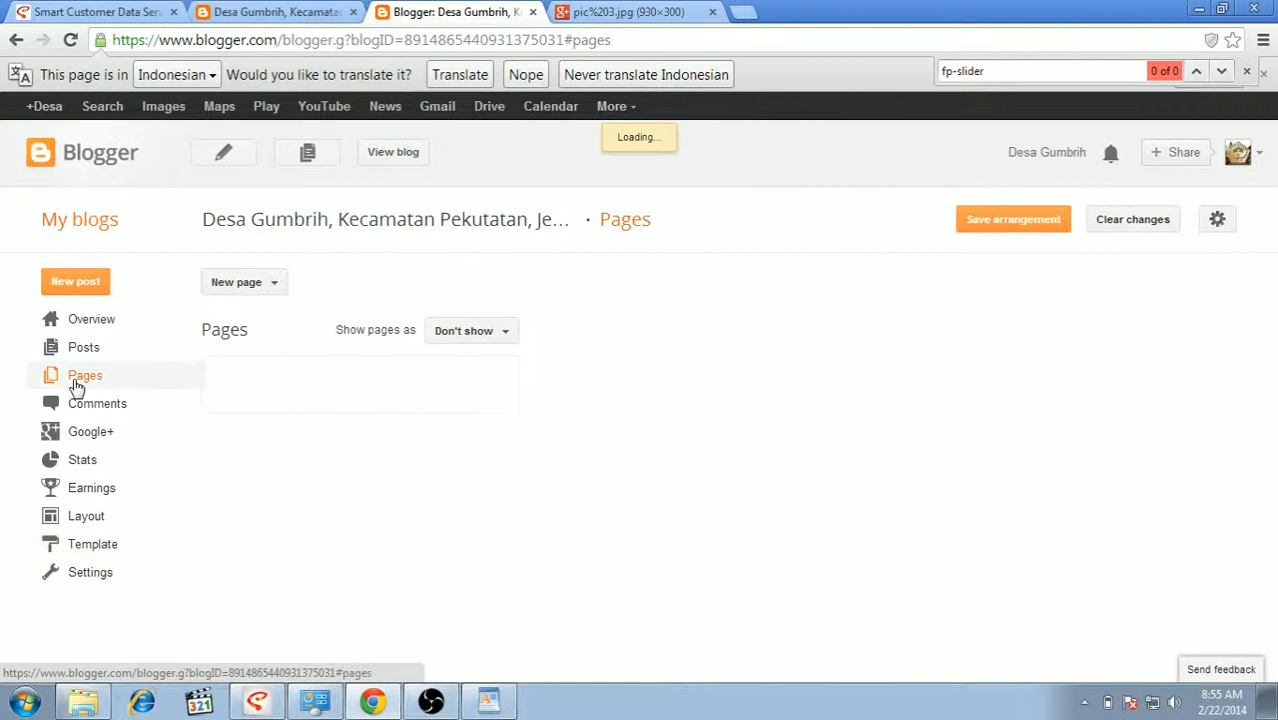 Smart Customer Data Serv
Desa Gumbrih, Kecamatan
Blogger: Desa Gumbrih, K
pic%203.jpg (930×300)
https://www.blogger.com/blogger.g?blogID=8914865440931375031#pages
This page is in
Indonesian
Would you like to translate it?
Translate
Nope
Never translate Indonesian
fp-slider
0 of 0
+Desa
Search
Images
Maps
Play
YouTube
News
Gmail
Drive
Calendar
More
Loading...
Blogger
View blog
Desa Gumbrih
+ Share
My blogs
Desa Gumbrih, Kecamatan Pekutatan, Je... · Pages
Save arrangement
Clear changes
New post
New page
Overview
Posts
Pages
Comments
Google+
Stats
Earnings
Layout
Template
Settings
Pages
Show pages as
Don't show
https://www.blogger.com/blogger.g?blogID=8914865440931375031#pages
Send feedback
321
8:55 AM
2/22/2014